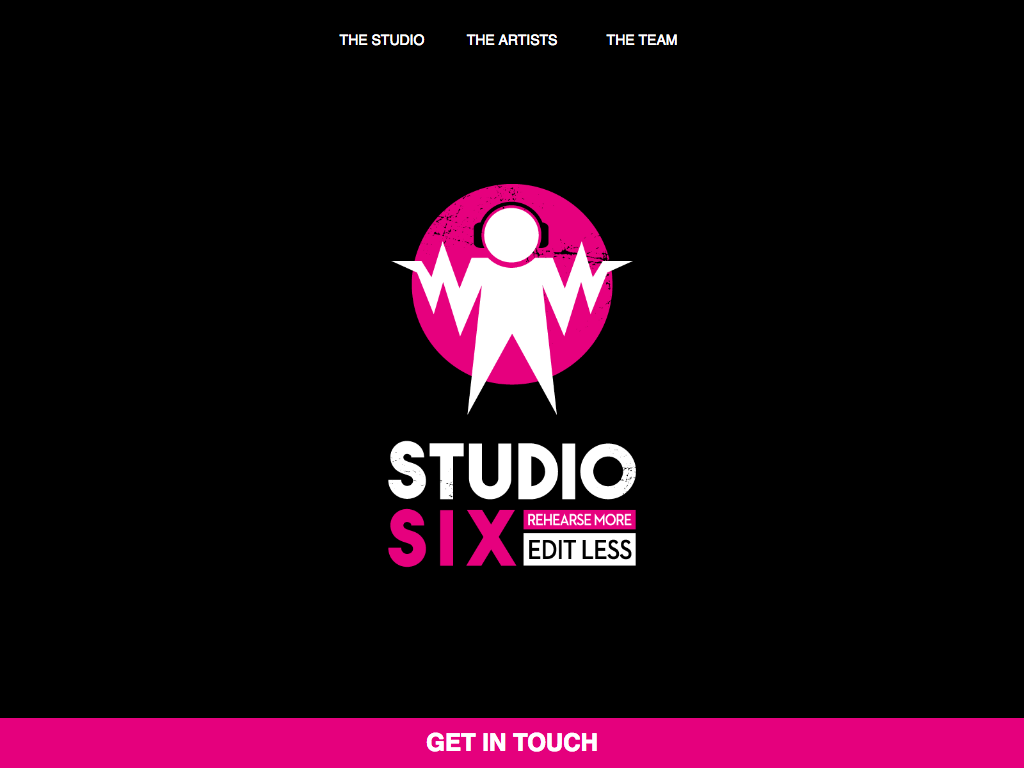 THE STUDIO THE ARTISTS THE TEAM
STUDIO
SIX
REHEARSE MORE
EDIT LESS
GET IN TOUCH